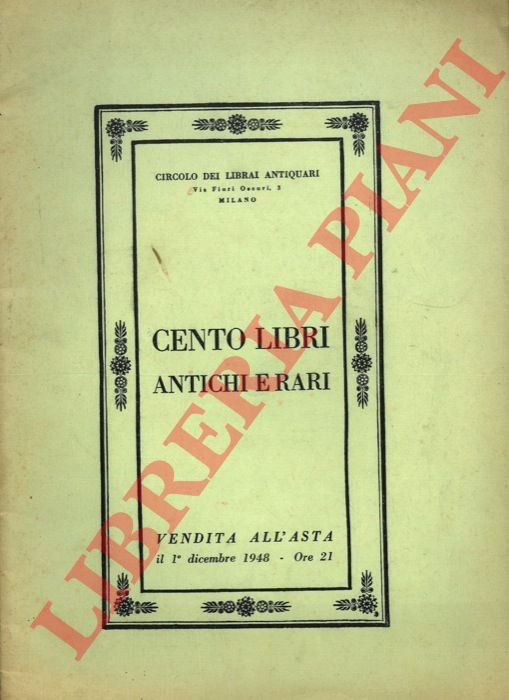 CIRCOLO DEI LIBRAI ANTIQUARI
Via Fiori Oscuri, 3
MILANO
CENTO LIBRI
ANTICHI E RARI
VENDITA ALL'ASTA
il 1° dicembre 1948 - Ore 21
LIBRERIA PIANI